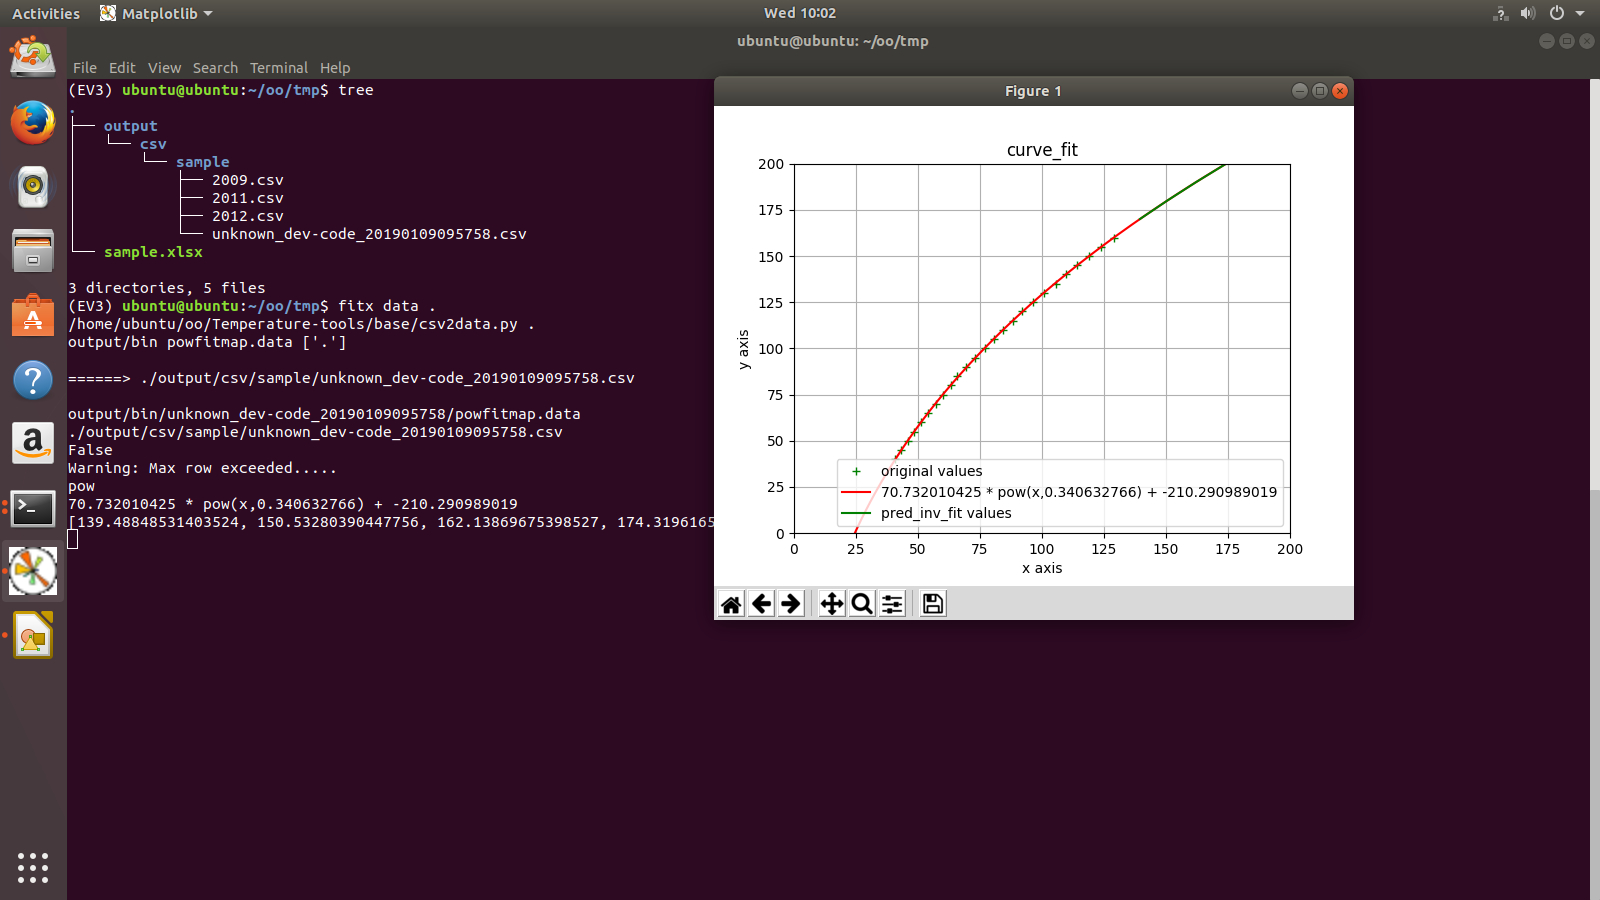 Activities Matplotlib Wed 10:02
ubuntu@ubuntu: ~/oo/tmp
File Edit View Search Terminal Help
(EV3) ubuntu@ubuntu:~/oo/tmp$ tree
.
output
csv
sample
2009.csv
2011.csv
2012.csv
unknown_dev-code_20190109095758.csv
sample.xlsx
3 directories, 5 files
(EV3) ubuntu@ubuntu:~/oo/tmp$ fitx data .
/home/ubuntu/oo/Temperature-tools/base/csv2data.py .
output/bin powfitmap.data ['.']
======> ./output/csv/sample/unknown_dev-code_20190109095758.csv
output/bin/unknown_dev-code_20190109095758/powfitmap.data
./output/csv/sample/unknown_dev-code_20190109095758.csv
False
Warning: Max row exceeded.....
pow
70.732010425 * pow(x,0.340632766) + -210.290989019
[139.48848531403524, 150.53280390447756, 162.13869675398527, 174.3196165
Figure 1
curve_fit
200
175
150
125
100
75
50
25
0
y axis
original values
70.732010425 * pow(x,0.340632766) + -210.290989019
pred_inv_fit values
0 25 50 75 100 125 150 175 200
x axis